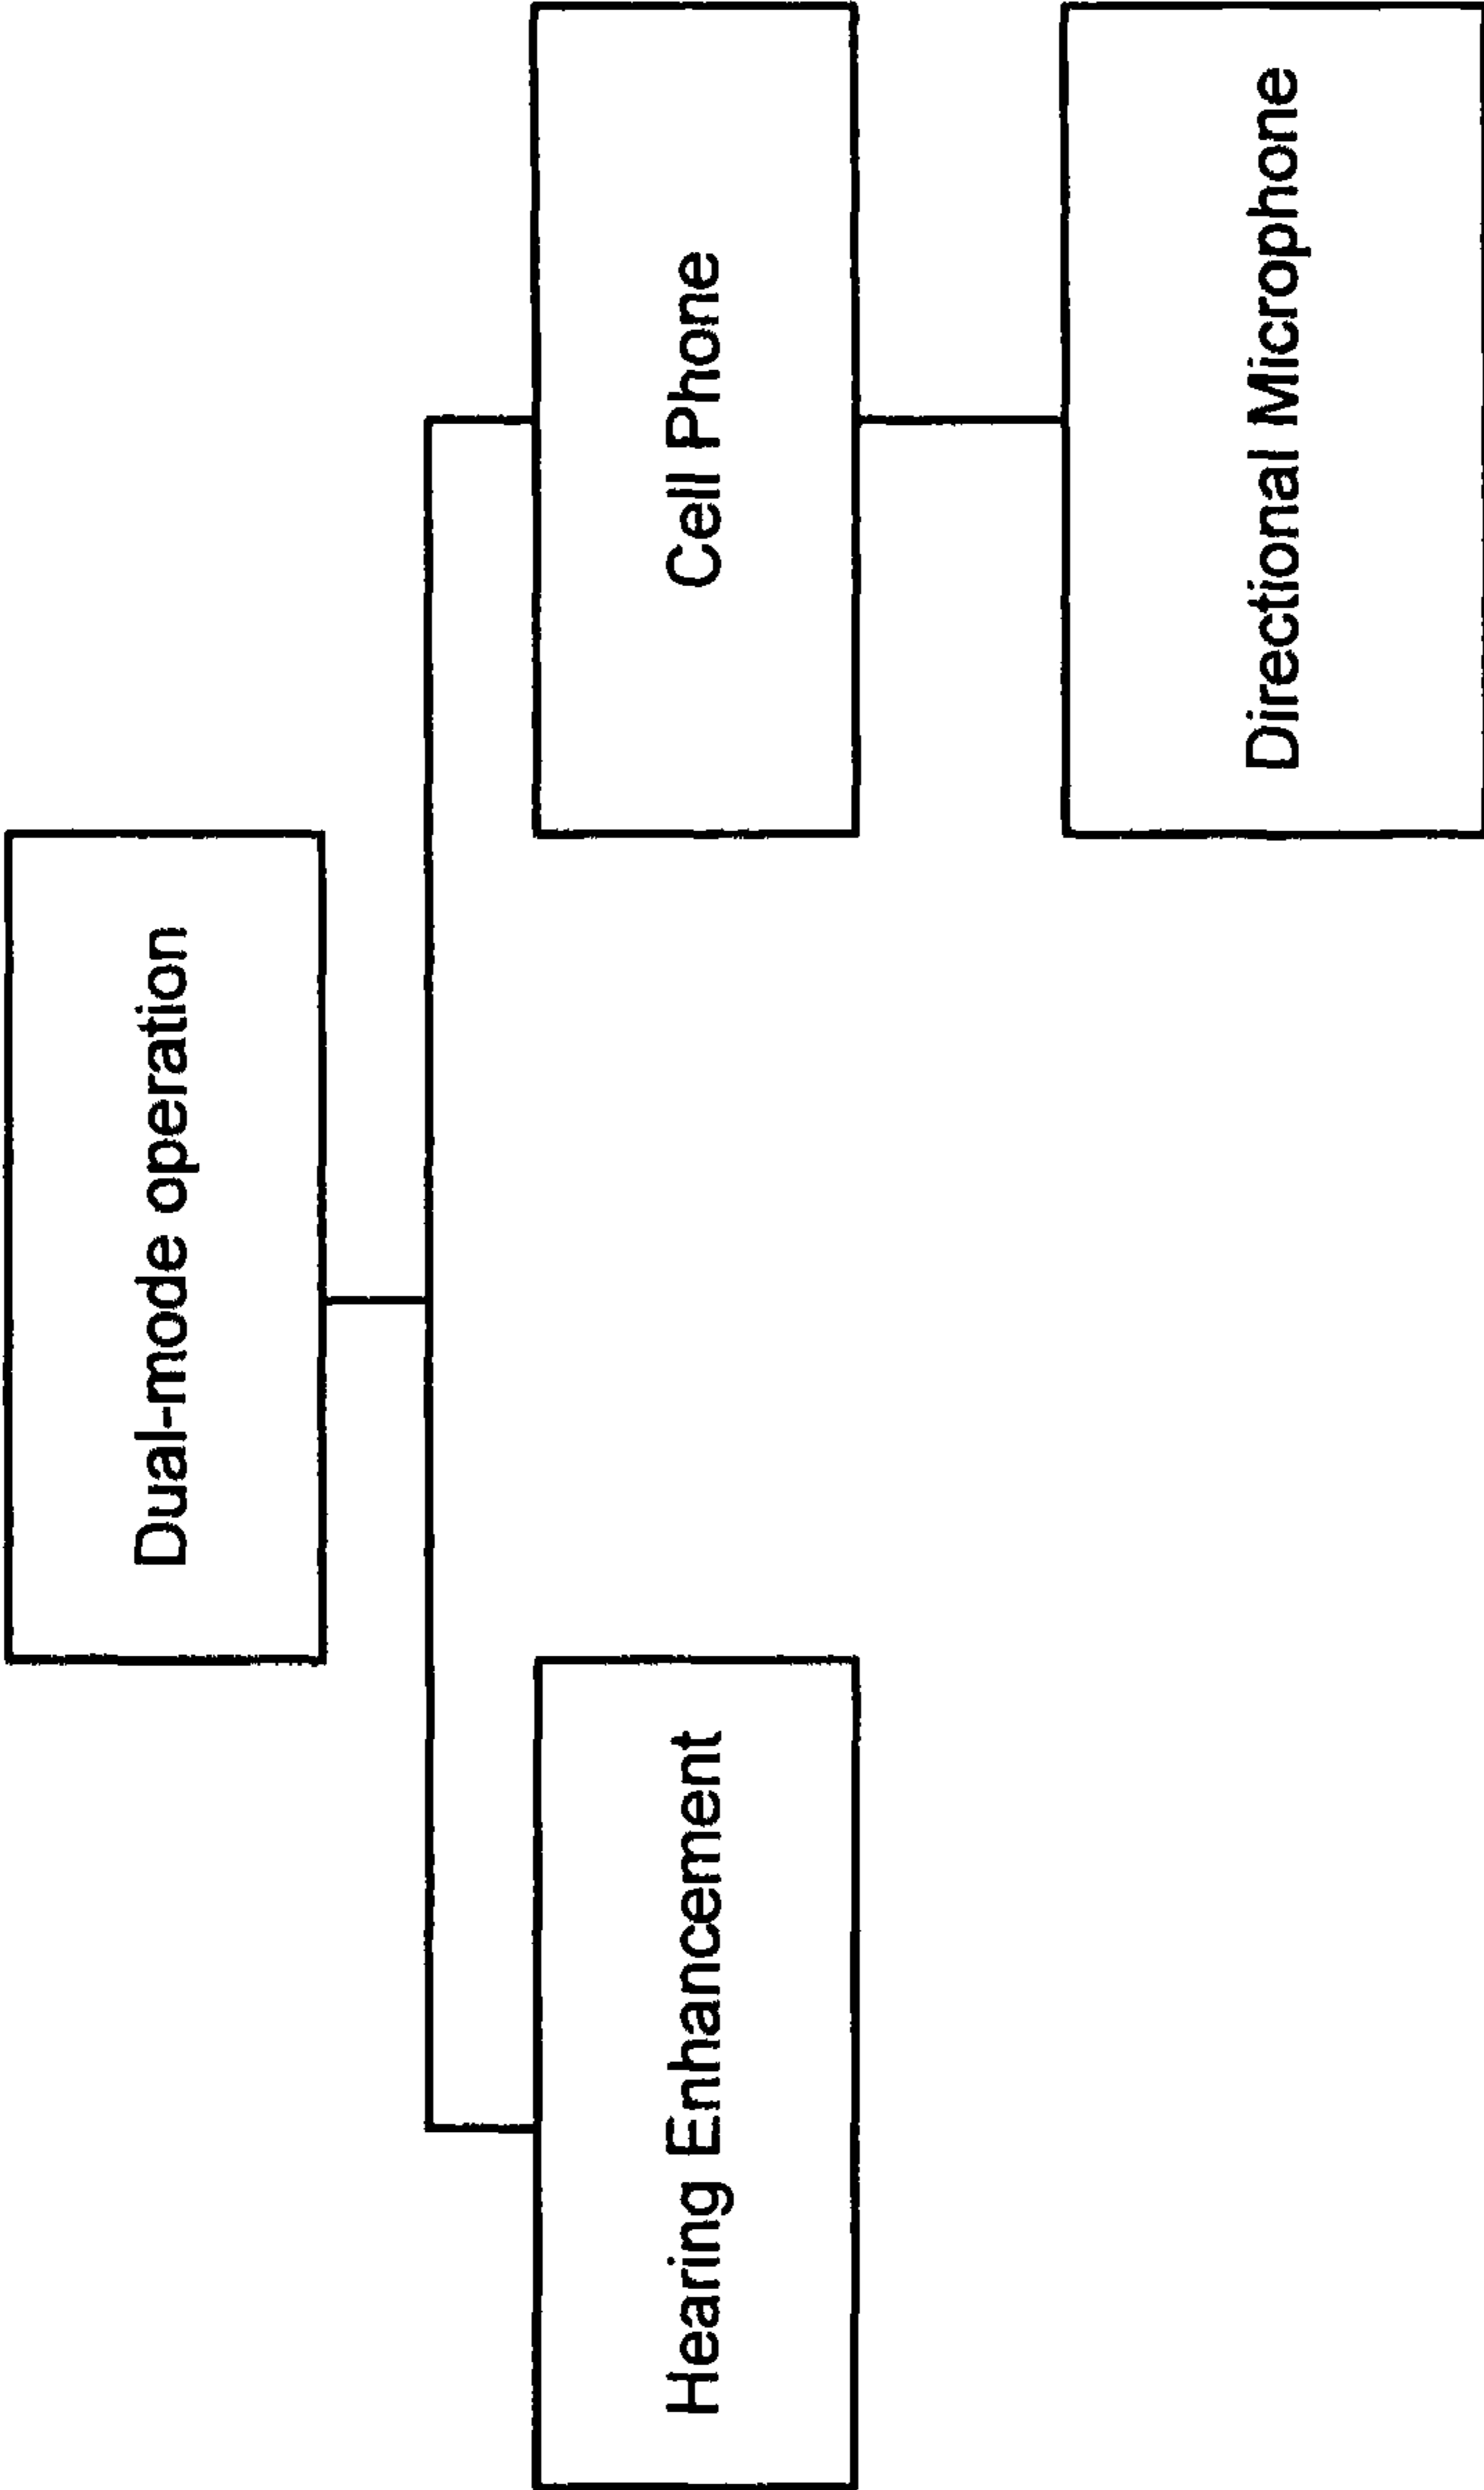 Dual-mode operation
Hearing Enhancement
Cell Phone
Directional Microphone